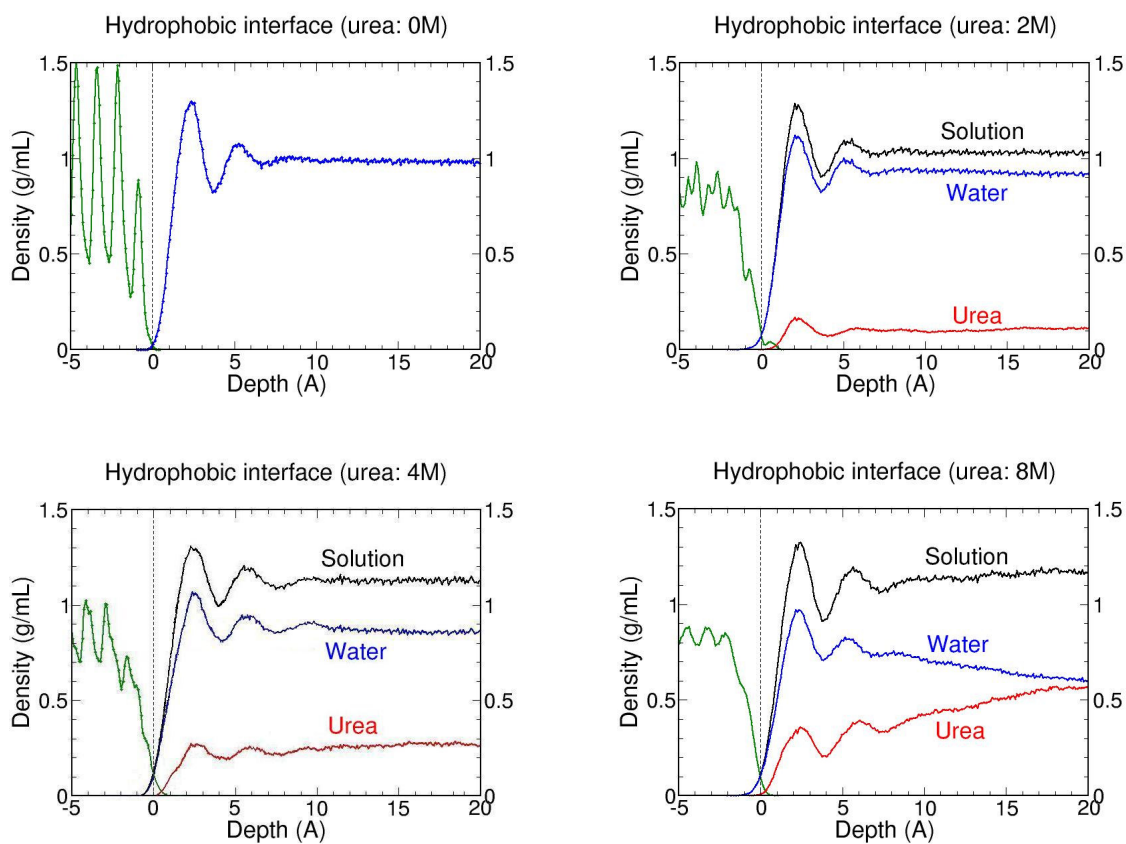 Hydrophobic interface (urea: 0M)
1.5
1
0.5
0
1.5
1
0.5
0
-5 0 5 10 15 20
Density (g/mL)
Depth (A)
Hydrophobic interface (urea: 2M)
1.5
1
0.5
0
1.5
1
0.5
0
-5 0 5 10 15 20
Density (g/mL)
Depth (A)
Solution
Water
Urea
Hydrophobic interface (urea: 4M)
1.5
1
0.5
0
1.5
1
0.5
0
-5 0 5 10 15 20
Density (g/mL)
Depth (A)
Solution
Water
Urea
Hydrophobic interface (urea: 8M)
1.5
1
0.5
0
1.5
1
0.5
0
-5 0 5 10 15 20
Density (g/mL)
Depth (A)
Solution
Water
Urea